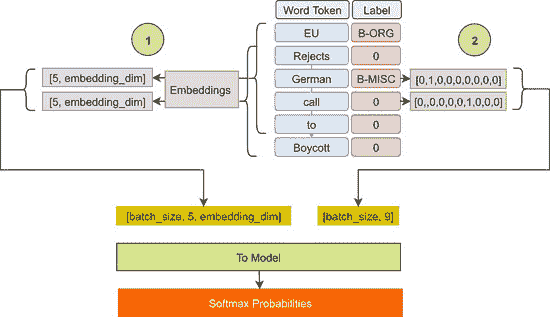 Word Token Label
1 EU B-ORG 2
Rejects 0
[5, embedding_dim] Embeddings German B-MISC [0,1,0,0,0,0,0,0,0]
[5, embedding_dim] call 0 [0,,0,0,0,0,1,0,0,0]
to 0
Boycott 0
[batch_size, 5, embedding_dim] [batch_size, 9]
To Model
Softmax Probabilities